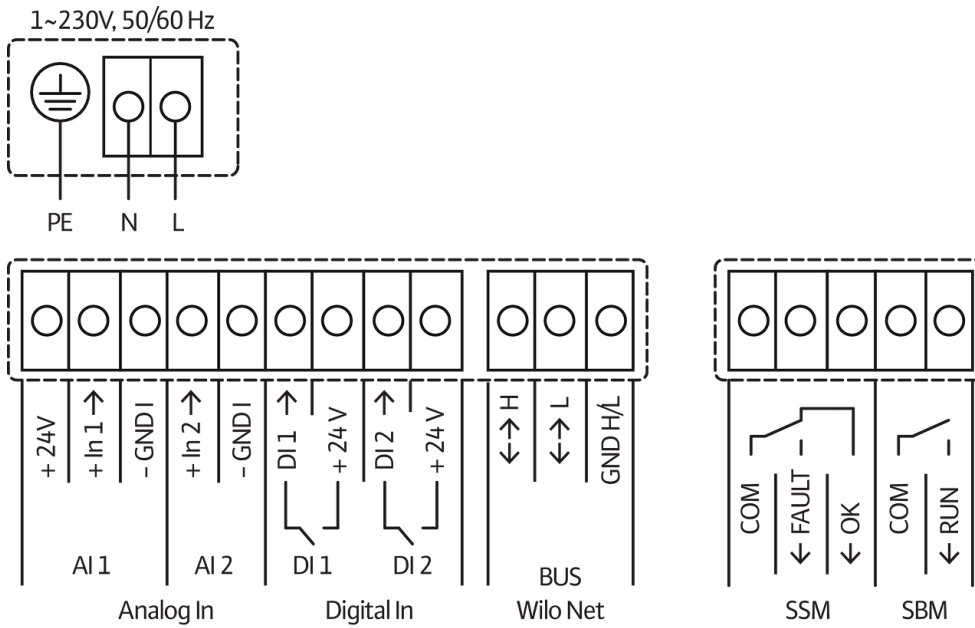 1~230V, 50/60 Hz
PE N L
+ 24V
+ In 1 →
- GND I
+ In 2 →
- GND I
DI 1 →
+ 24 V
DI 2 →
+ 24 V
↔ H
↔ L
GND H/L
COM
← FAULT
← OK
COM
← RUN
AI 1 AI 2 DI 1 DI 2
BUS
Analog In Digital In Wilo Net SSM SBM